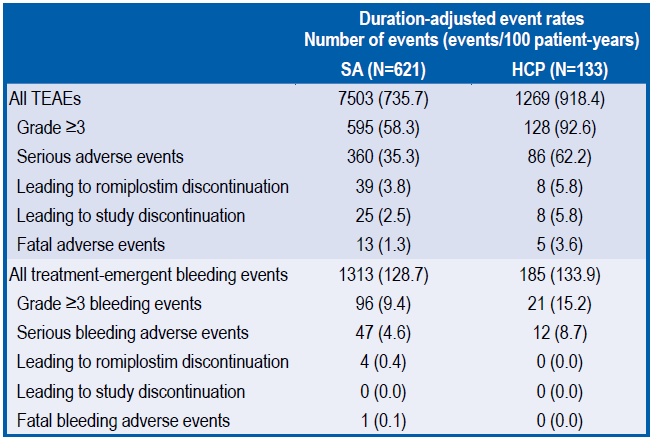 Duration-adjusted event rates
Number of events (events/100 patient-years)
SA (N=621) HCP (N=133)
All TEAEs 7503 (735.7) 1269 (918.4)
Grade ≥3 595 (58.3) 128 (92.6)
Serious adverse events 360 (35.3) 86 (62.2)
Leading to romiplostim discontinuation 39 (3.8) 8 (5.8)
Leading to study discontinuation 25 (2.5) 8 (5.8)
Fatal adverse events 13 (1.3) 5 (3.6)
All treatment-emergent bleeding events 1313 (128.7) 185 (133.9)
Grade ≥3 bleeding events 96 (9.4) 21 (15.2)
Serious bleeding adverse events 47 (4.6) 12 (8.7)
Leading to romiplostim discontinuation 4 (0.4) 0 (0.0)
Leading to study discontinuation 0 (0.0) 0 (0.0)
Fatal bleeding adverse events 1 (0.1) 0 (0.0)